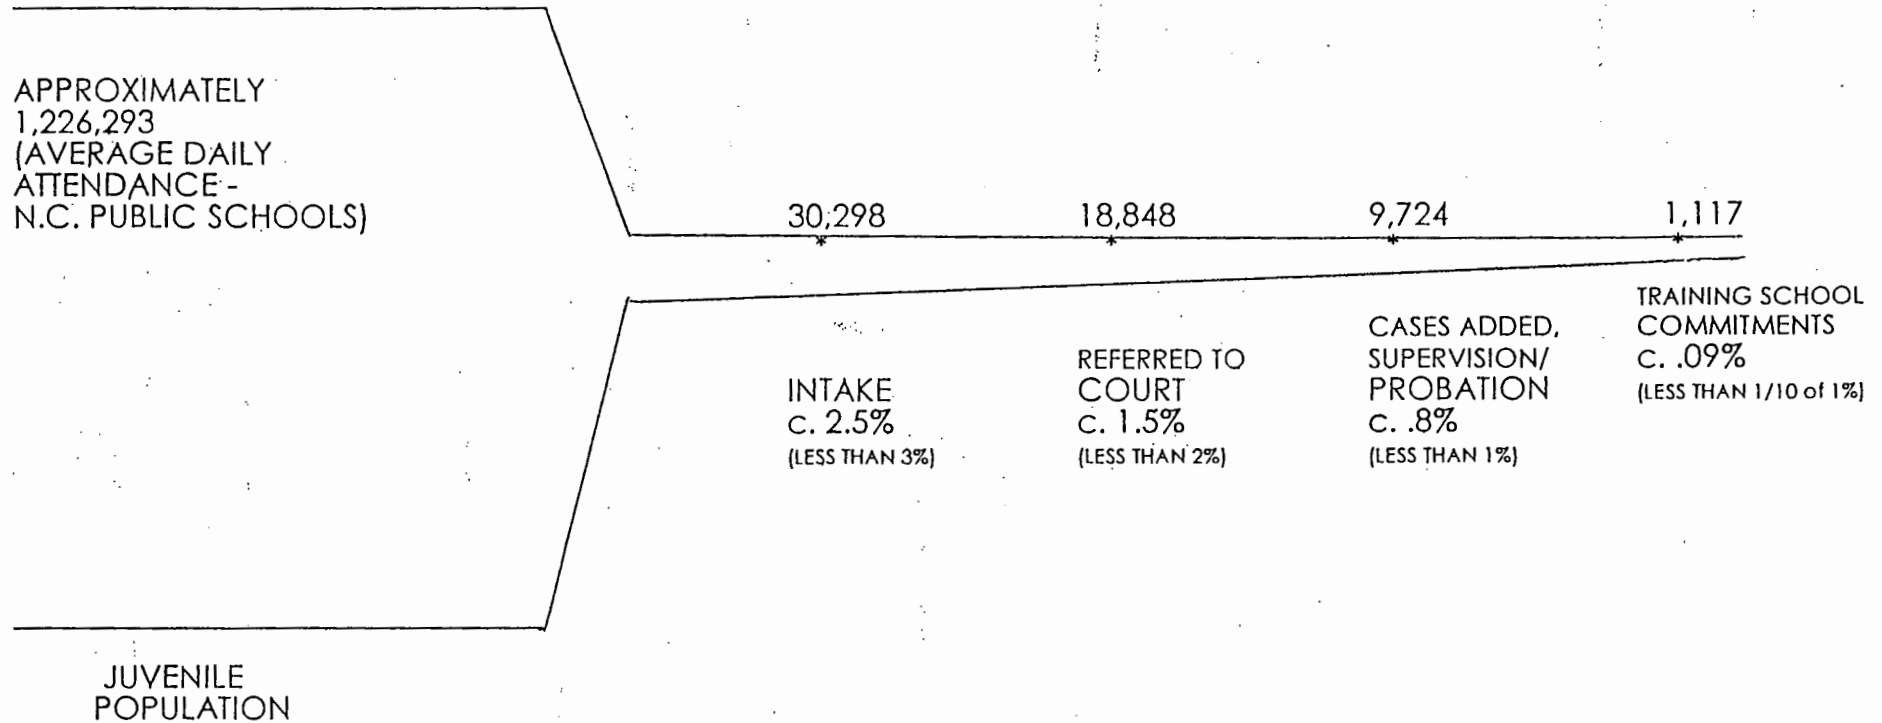 APPROXIMATELY
1,226,293
(AVERAGE DAILY
ATTENDANCE -
N.C. PUBLIC SCHOOLS)
30,298
18,848
9,724
1,117
*
*
*
*
INTAKE
c. 2.5%
(LESS THAN 3%)
REFERRED TO
COURT
c. 1.5%
(LESS THAN 2%)
CASES ADDED,
SUPERVISION/
PROBATION
c. .8%
(LESS THAN 1%)
TRAINING SCHOOL
COMMITMENTS
c. .09%
(LESS THAN 1/10 of 1%)
JUVENILE
POPULATION